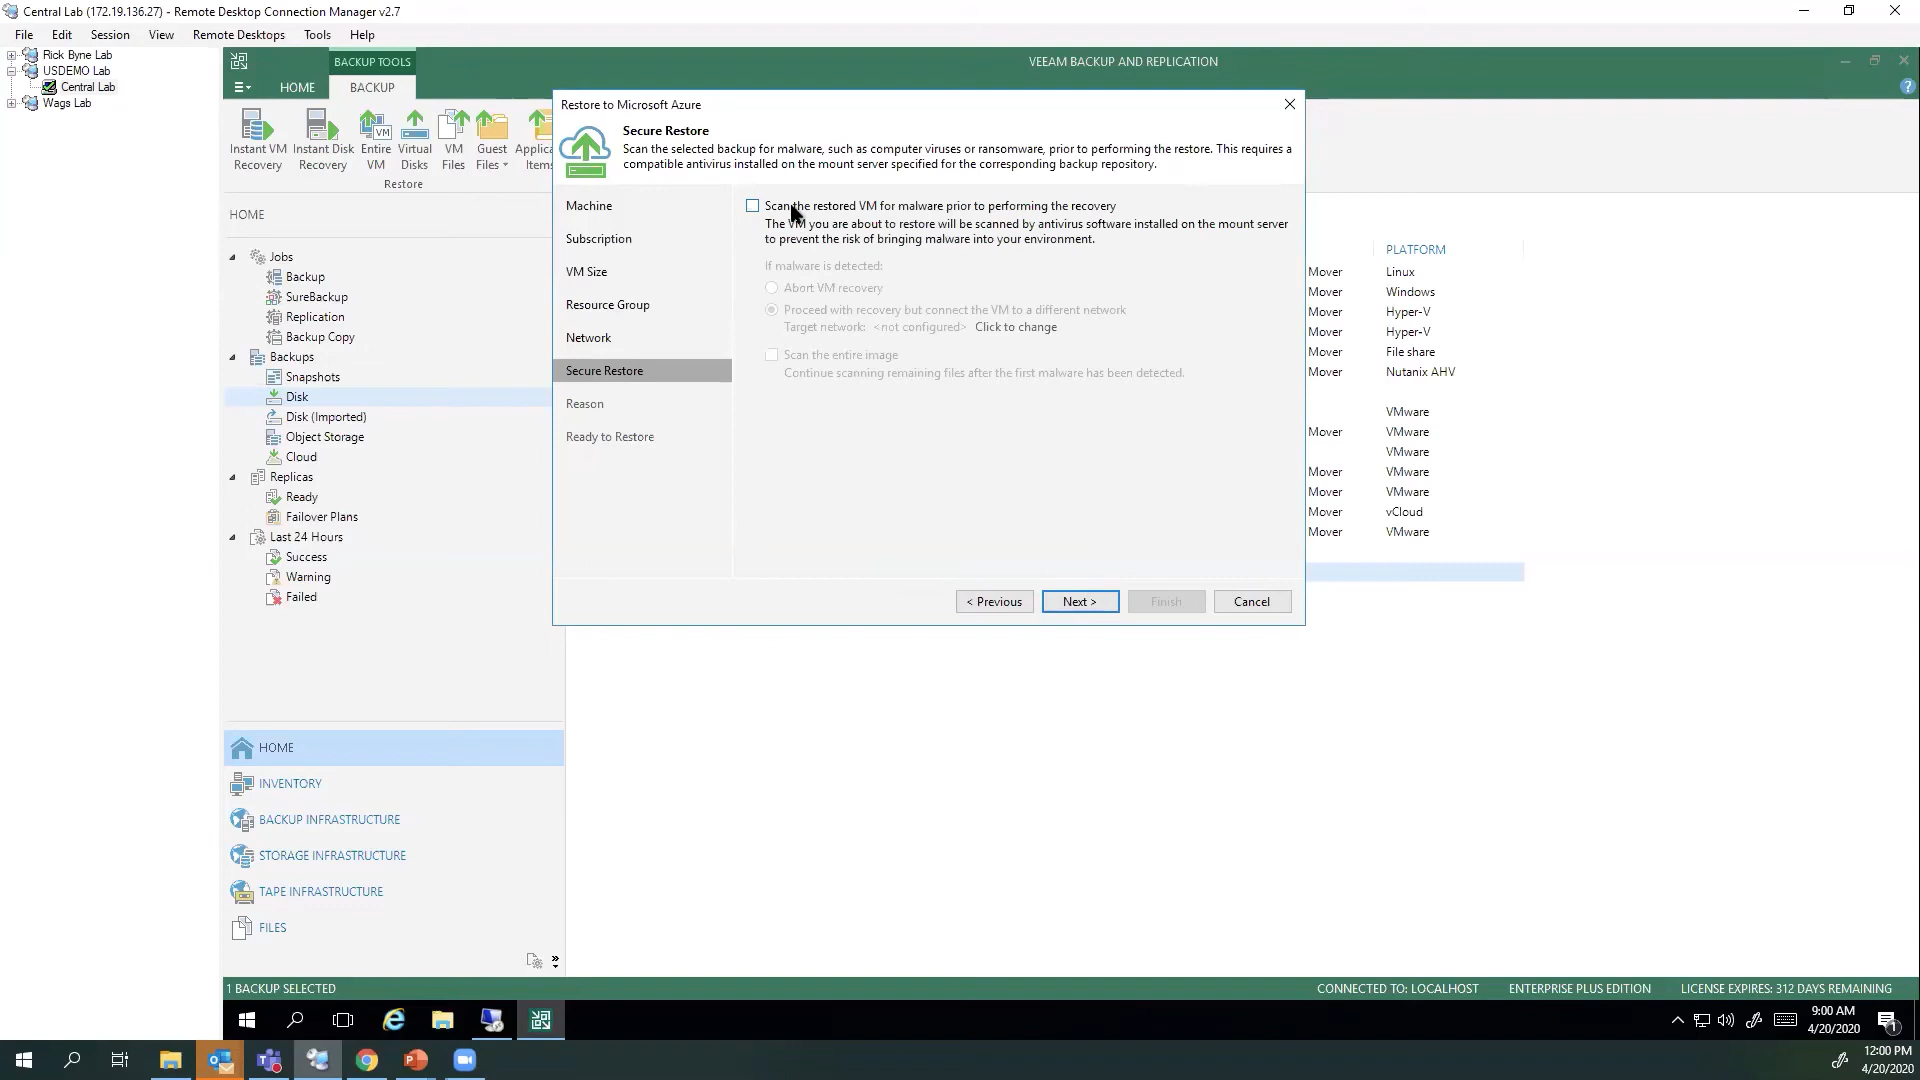 Central Lab (172.19.136.27) - Remote Desktop Connection Manager v2.7
File Edit Session View Remote Desktops Tools Help
Rick Byne Lab
USDEMO Lab
Central Lab
Wags Lab
BACKUP TOOLS
VEEAM BACKUP AND REPLICATION
HOME BACKUP
Instant VM Recovery
Instant Disk Recovery
Entire VM
Virtual Disks
VM Files
Guest Files
Applica Items
Restore
HOME
Jobs
Backup
SureBackup
Replication
Backup Copy
Backups
Snapshots
Disk
Disk (Imported)
Object Storage
Cloud
Replicas
Ready
Failover Plans
Last 24 Hours
Success
Warning
Failed
HOME
INVENTORY
BACKUP INFRASTRUCTURE
STORAGE INFRASTRUCTURE
TAPE INFRASTRUCTURE
FILES
Restore to Microsoft Azure
Secure Restore
Scan the selected backup for malware, such as computer viruses or ransomware, prior to performing the restore. This requires a
compatible antivirus installed on the mount server specified for the corresponding backup repository.
Machine
Subscription
VM Size
Resource Group
Network
Secure Restore
Reason
Ready to Restore
Scan the restored VM for malware prior to performing the recovery
The VM you are about to restore will be scanned by antivirus software installed on the mount server
to prevent the risk of bringing malware into your environment.
If malware is detected:
Abort VM recovery
Proceed with recovery but connect the VM to a different network
Target network: <not configured> Click to change
Scan the entire image
Continue scanning remaining files after the first malware has been detected.
< Previous Next > Finish Cancel
PLATFORM
Mover Linux
Mover Windows
Mover Hyper-V
Mover Hyper-V
Mover File share
Mover Nutanix AHV
VMware
Mover VMware
VMware
Mover VMware
Mover VMware
Mover vCloud
Mover VMware
1 BACKUP SELECTED
CONNECTED TO: LOCALHOST ENTERPRISE PLUS EDITION LICENSE EXPIRES: 312 DAYS REMAINING
9:00 AM
4/20/2020
1
12:00 PM
4/20/2020